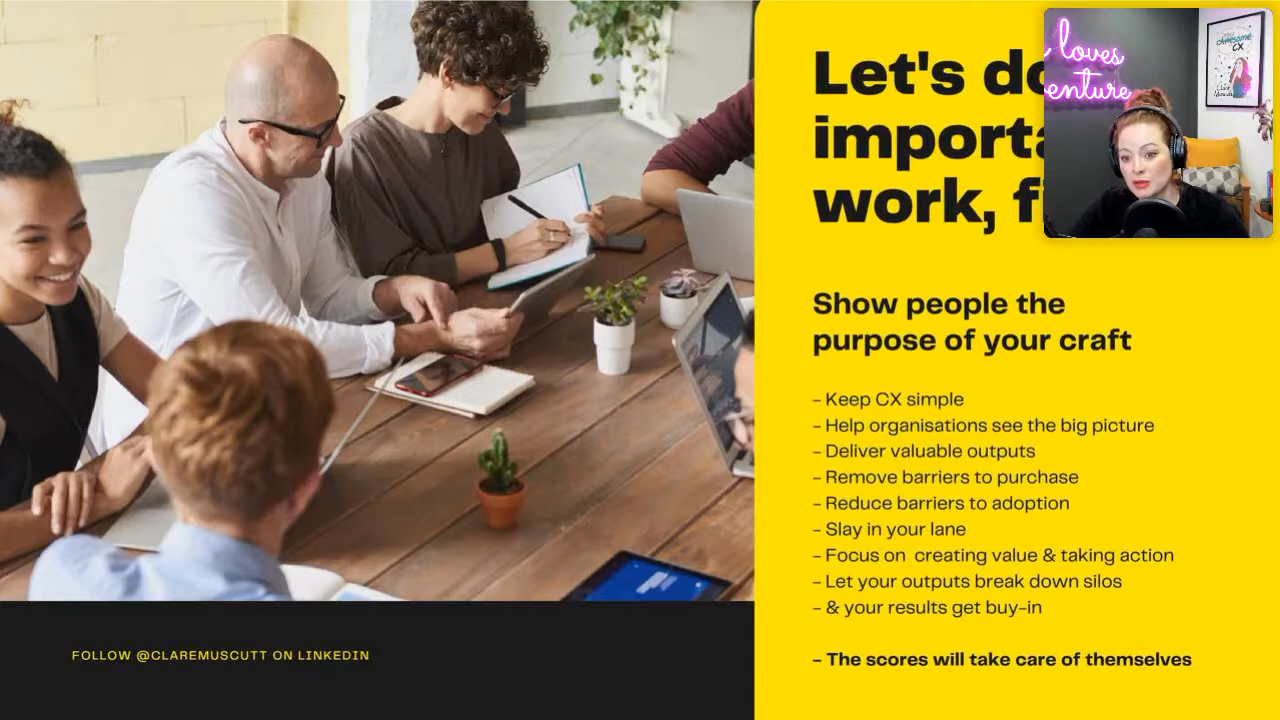 Let's do
importa
work, fi
loves
enture
awesome
CX
Show people the
purpose of your craft
- Keep CX simple
- Help organisations see the big picture
- Deliver valuable outputs
- Remove barriers to purchase
- Reduce barriers to adoption
- Slay in your lane
- Focus on  creating value & taking action
- Let your outputs break down silos
- & your results get buy-in
- The scores will take care of themselves
FOLLOW @CLAREMUSCUTT ON LINKEDIN